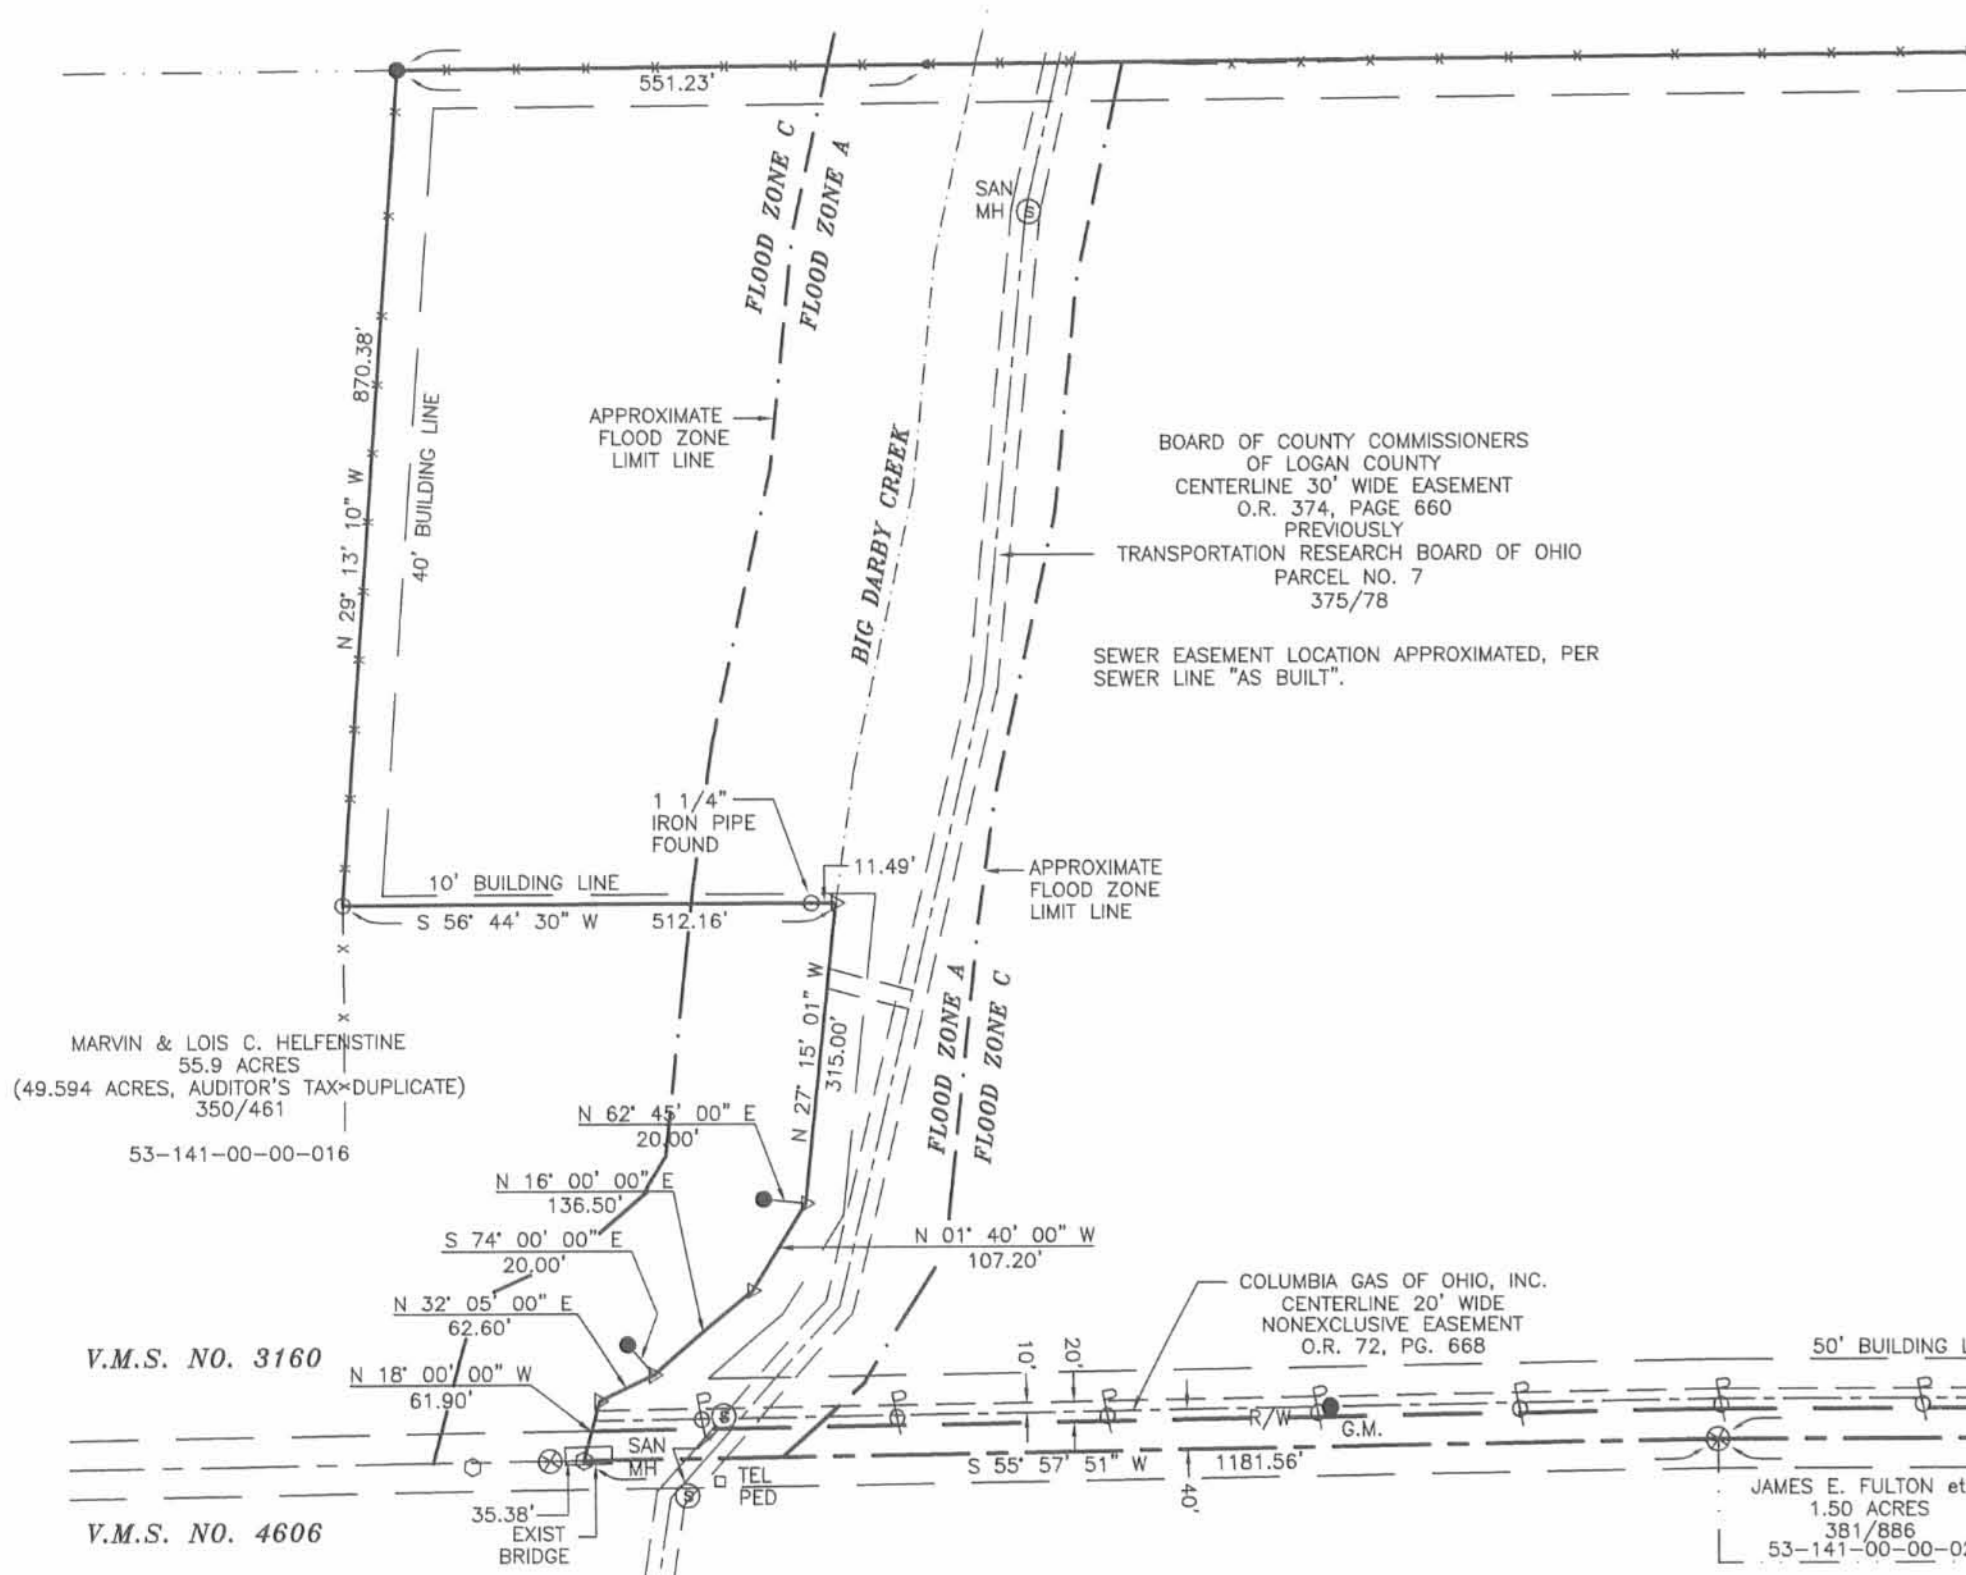 551.23'
FLOOD ZONE C
FLOOD ZONE A
SAN
MH
S
870.38'
N 29° 13' 10" W
40' BUILDING LINE
APPROXIMATE
FLOOD ZONE
LIMIT LINE
BIG DARBY CREEK
BOARD OF COUNTY COMMISSIONERS
OF LOGAN COUNTY
CENTERLINE 30' WIDE EASEMENT
O.R. 374, PAGE 660
PREVIOUSLY
TRANSPORTATION RESEARCH BOARD OF OHIO
PARCEL NO. 7
375/78
SEWER EASEMENT LOCATION APPROXIMATED, PER
SEWER LINE "AS BUILT".
1 1/4"
IRON PIPE
FOUND
11.49'
APPROXIMATE
FLOOD ZONE
LIMIT LINE
10' BUILDING LINE
S 56° 44' 30" W
512.16'
N 27° 15' 01" W
315.00'
FLOOD ZONE A
FLOOD ZONE C
MARVIN & LOIS C. HELFENSTINE
55.9 ACRES
(49.594 ACRES, AUDITOR'S TAX DUPLICATE)
350/461
53-141-00-00-016
N 62° 45' 00" E
20.00'
N 16° 00' 00" E
136.50'
S 74° 00' 00" E
20.00'
N 32° 05' 00" E
62.60'
N 18° 00' 00" W
61.90'
N 01° 40' 00" W
107.20'
COLUMBIA GAS OF OHIO, INC.
CENTERLINE 20' WIDE
NONEXCLUSIVE EASEMENT
O.R. 72, PG. 668
10'
20'
50' BUILDING L
V.M.S. NO. 3160
S
R/W
G.M.
SAN
MH
S 55° 57' 51" W
1181.56'
40'
TEL
PED
S
35.38'
EXIST
BRIDGE
V.M.S. NO. 4606
JAMES E. FULTON et
1.50 ACRES
381/886
53-141-00-00-02